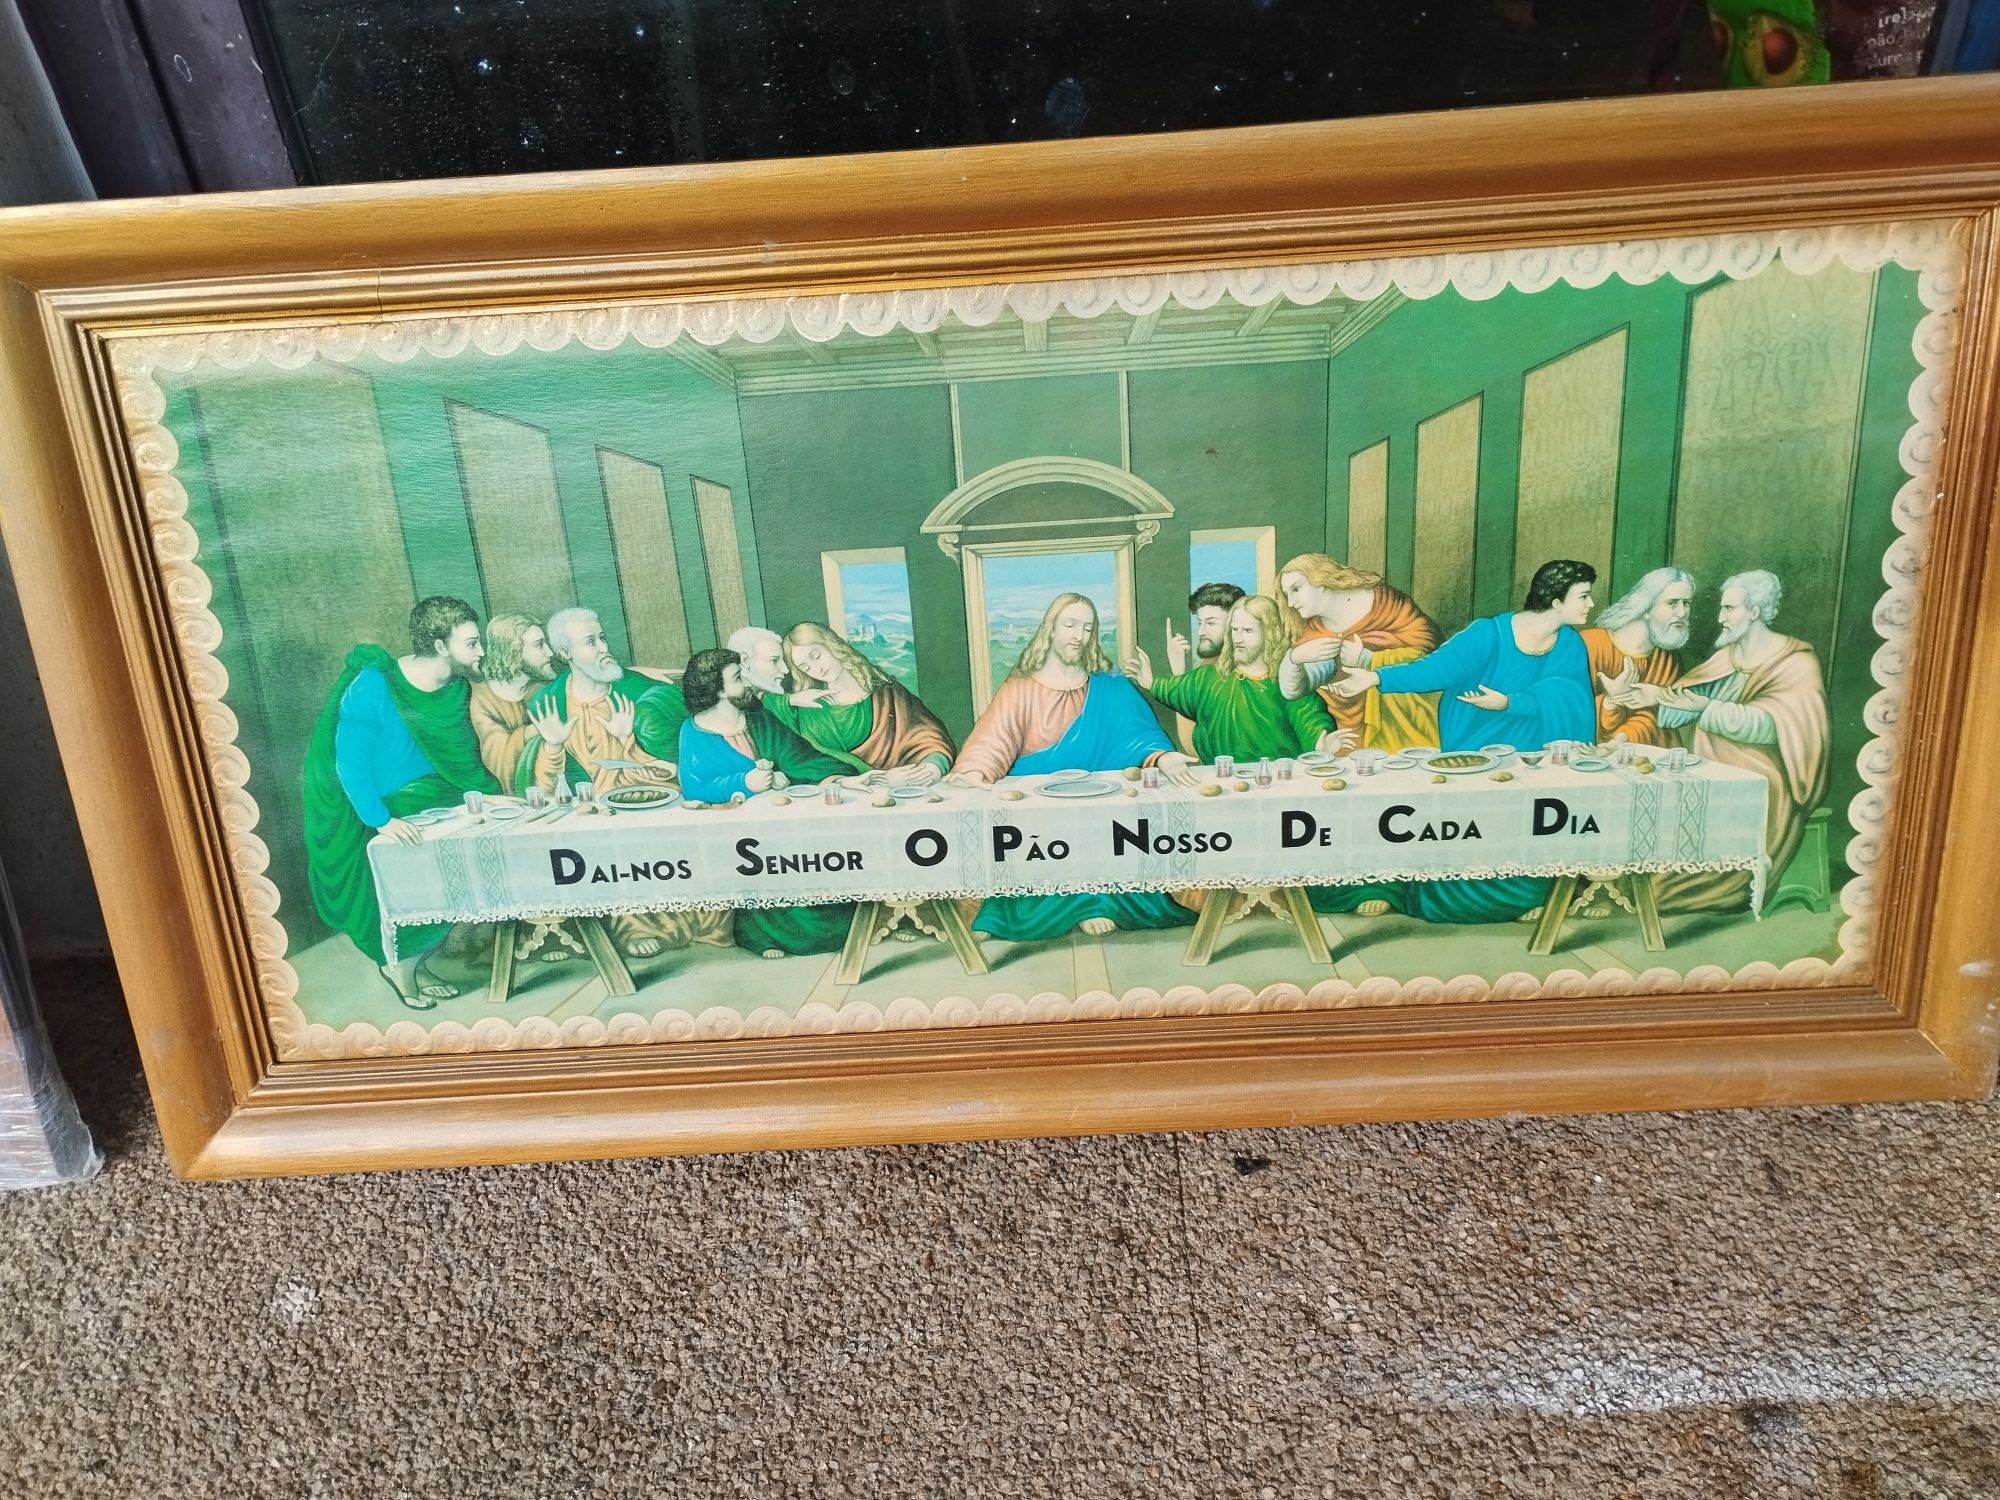 Dai-nos Senhor O Pão Nosso De Cada Dia